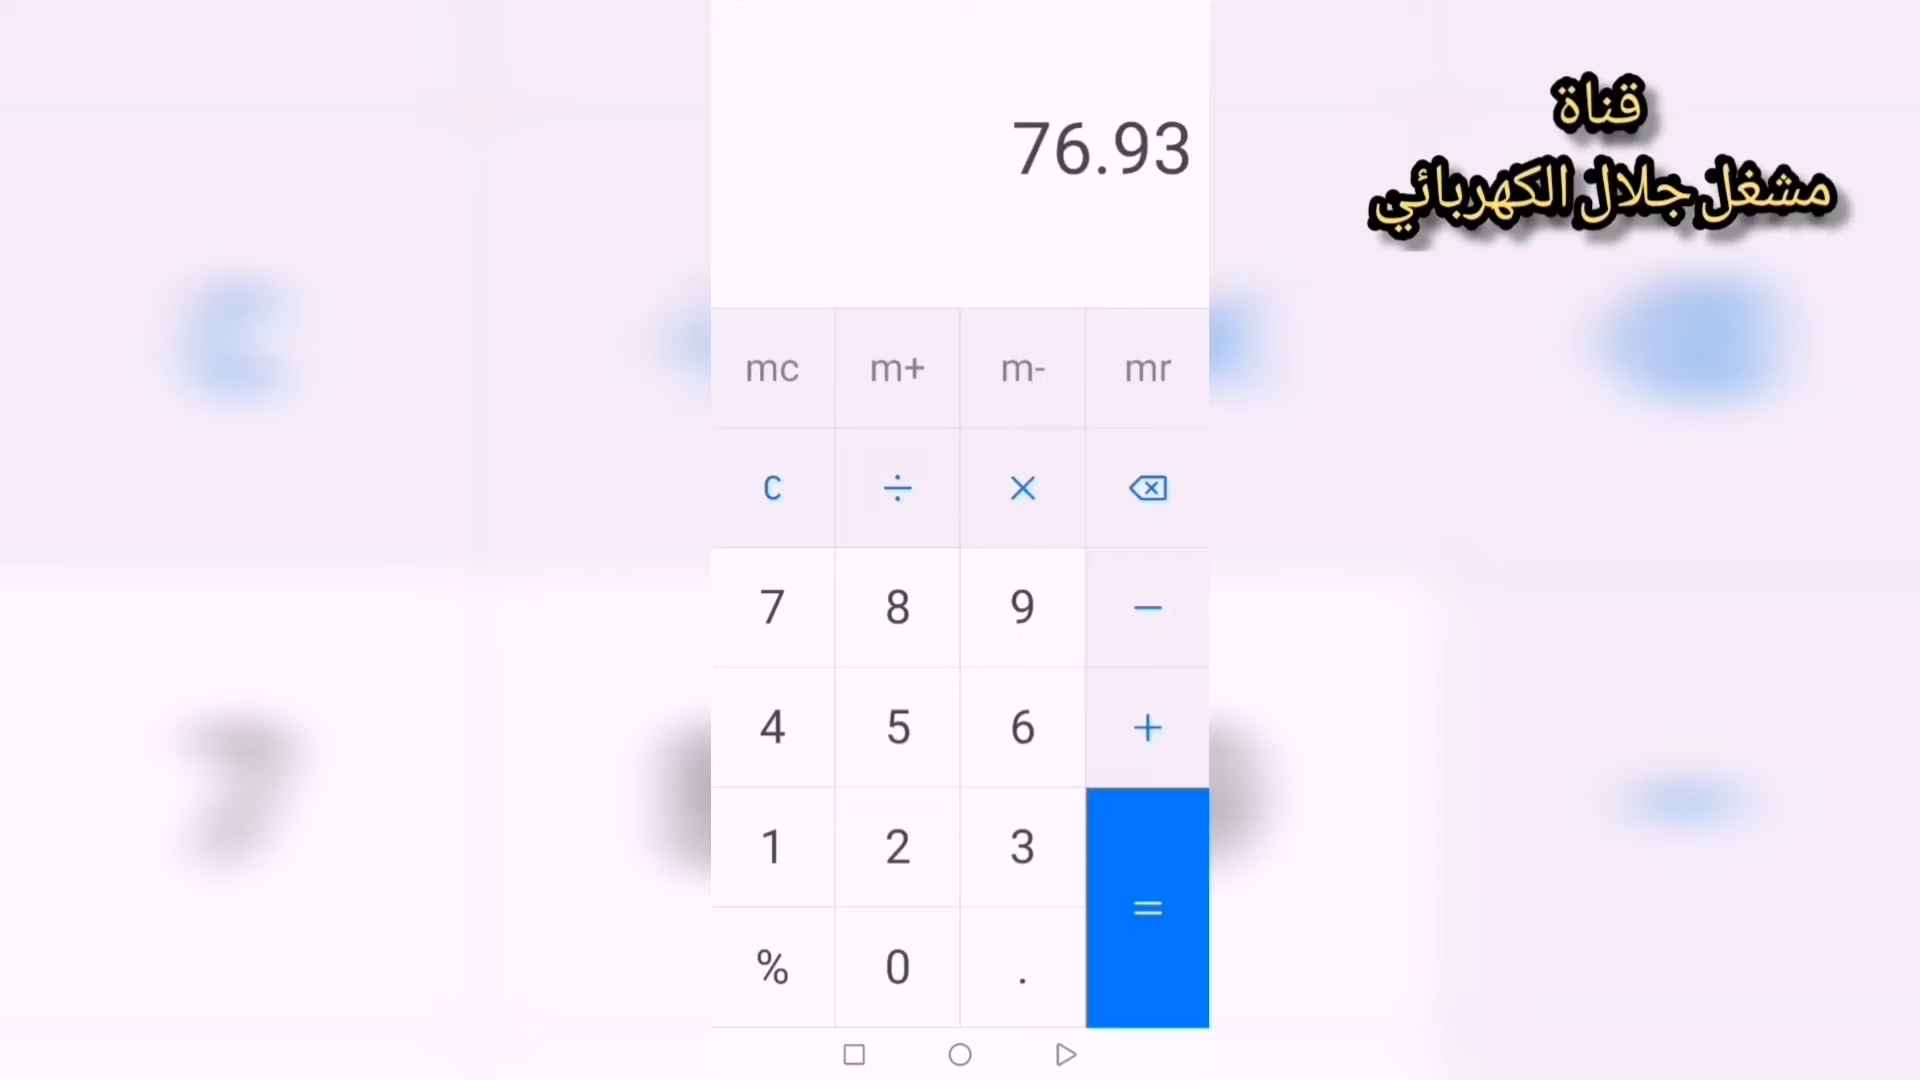 قناة
مشغل جلال الكهربائي
76.93
mc m+ m- mr
C ÷ ×
7 8 9 −
4 5 6 +
1 2 3
% 0 . =